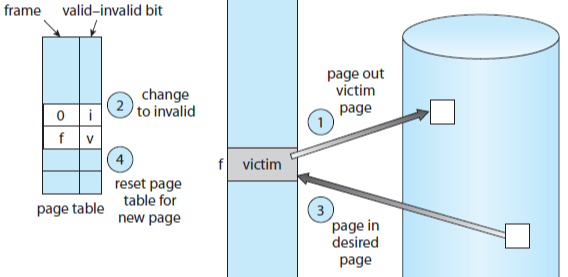 frame
valid–invalid bit
0
i
f
v
2
change
to invalid
4
reset page
table for
new page
page table
f
victim
page out
victim
page
1
3
page in
desired
page